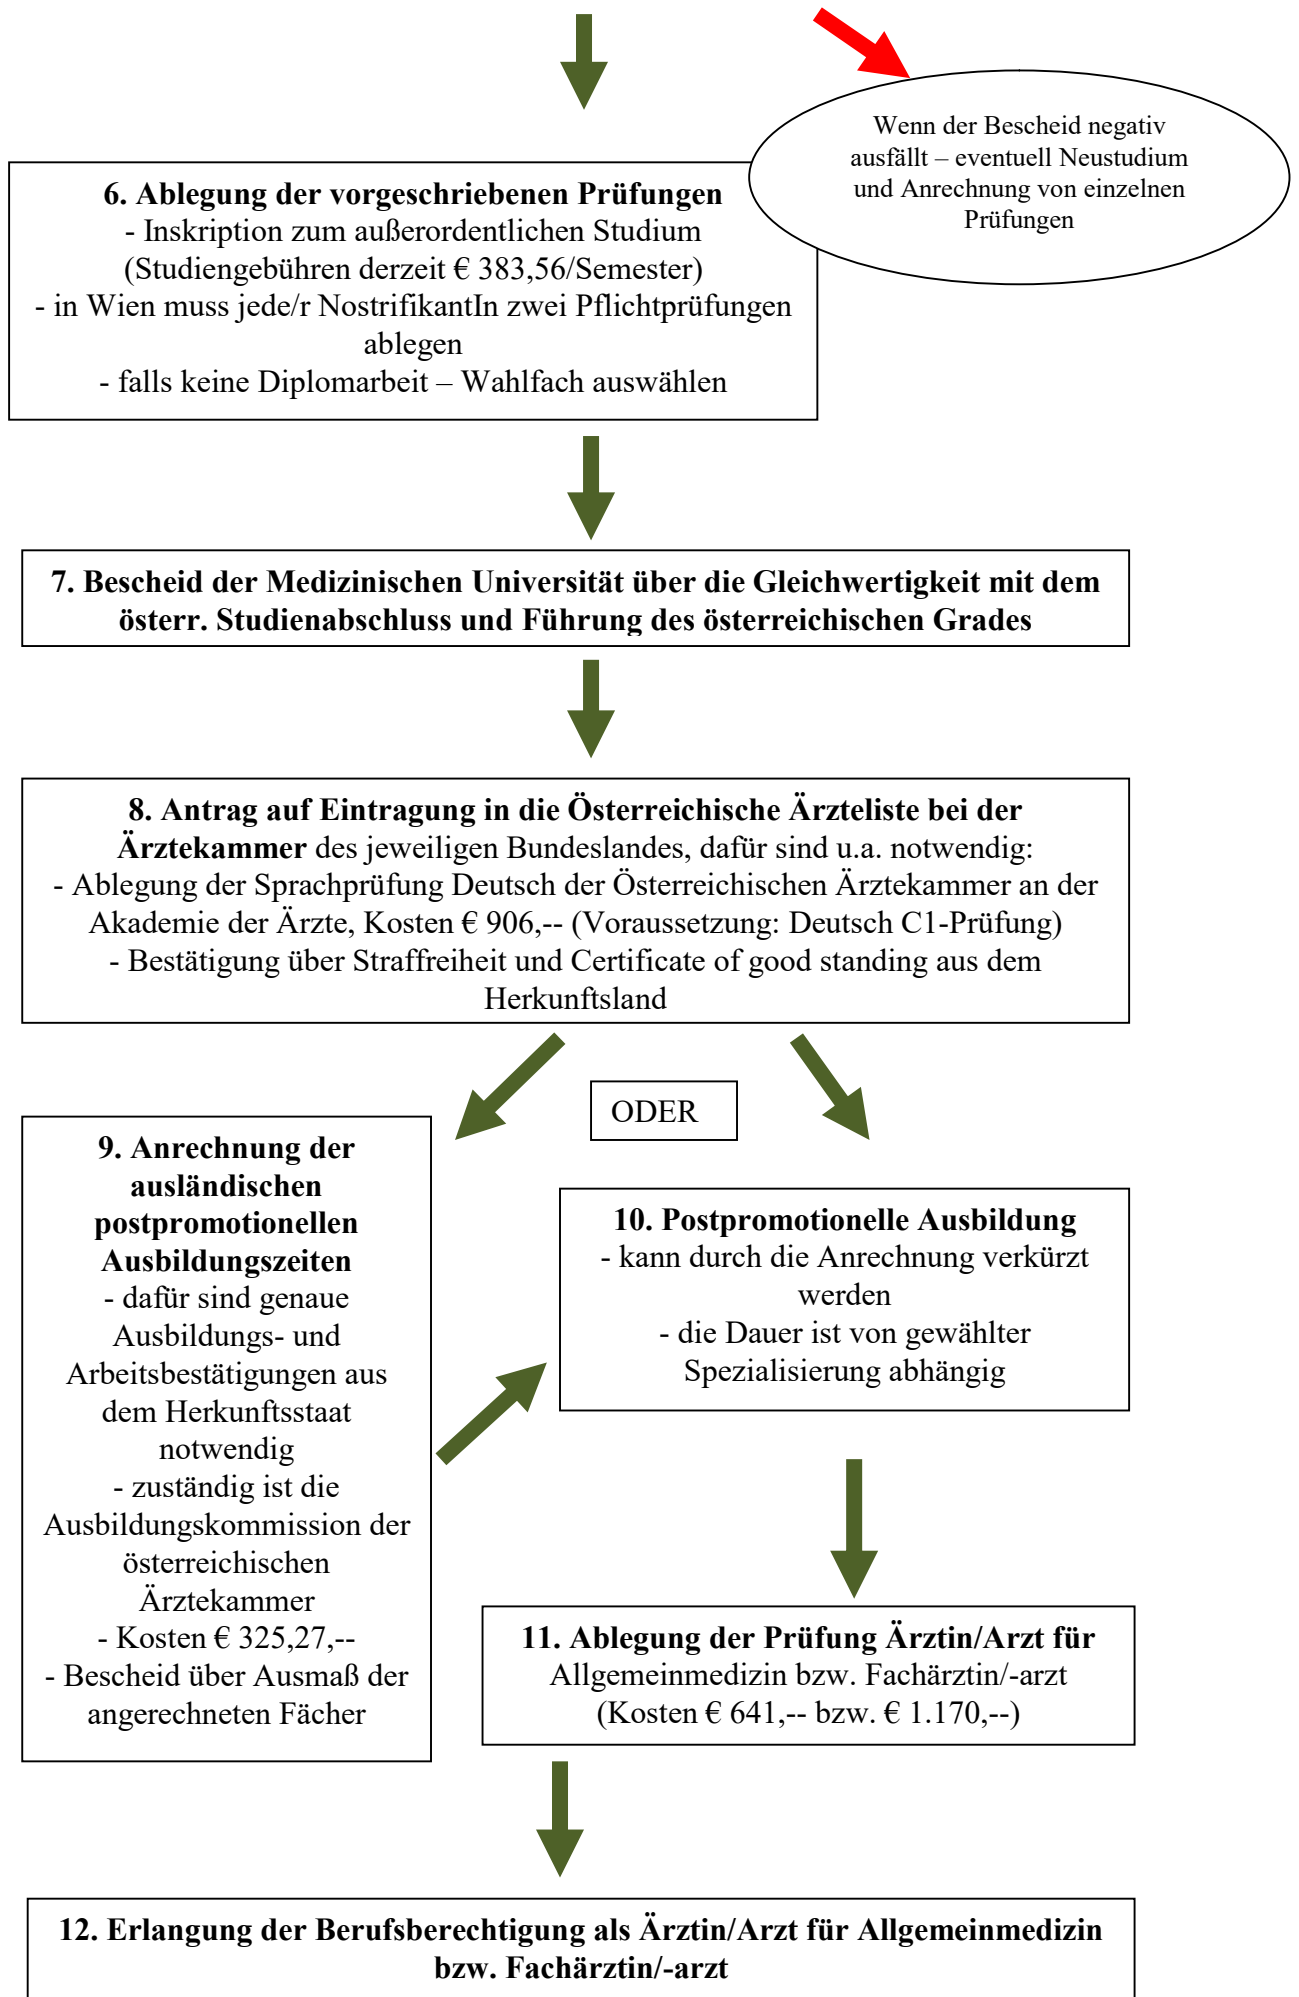 Wenn der Bescheid negativ
ausfällt – eventuell Neustudium
und Anrechnung von einzelnen
Prüfungen
6. Ablegung der vorgeschriebenen Prüfungen
- Inskription zum außerordentlichen Studium
(Studiengebühren derzeit € 383,56/Semester)
- in Wien muss jede/r NostrifikantIn zwei Pflichtprüfungen
ablegen
- falls keine Diplomarbeit – Wahlfach auswählen
7. Bescheid der Medizinischen Universität über die Gleichwertigkeit mit dem
österr. Studienabschluss und Führung des österreichischen Grades
8. Antrag auf Eintragung in die Österreichische Ärzteliste bei der
Ärztekammer des jeweiligen Bundeslandes, dafür sind u.a. notwendig:
- Ablegung der Sprachprüfung Deutsch der Österreichischen Ärztekammer an der
Akademie der Ärzte, Kosten € 906,-- (Voraussetzung: Deutsch C1-Prüfung)
- Bestätigung über Straffreiheit und Certificate of good standing aus dem
Herkunftsland
ODER
9. Anrechnung der
ausländischen
postpromotionellen
Ausbildungszeiten
- dafür sind genaue
Ausbildungs- und
Arbeitsbestätigungen aus
dem Herkunftsstaat
notwendig
- zuständig ist die
Ausbildungskommission der
österreichischen
Ärztekammer
- Kosten € 325,27,--
- Bescheid über Ausmaß der
angerechneten Fächer
10. Postpromotionelle Ausbildung
- kann durch die Anrechnung verkürzt
werden
- die Dauer ist von gewählter
Spezialisierung abhängig
11. Ablegung der Prüfung Ärztin/Arzt für
Allgemeinmedizin bzw. Fachärztin/-arzt
(Kosten € 641,-- bzw. € 1.170,--)
12. Erlangung der Berufsberechtigung als Ärztin/Arzt für Allgemeinmedizin
bzw. Fachärztin/-arzt